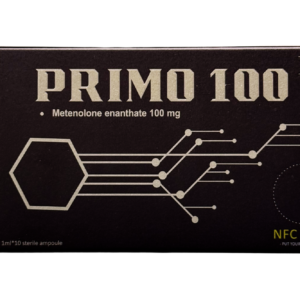 PRIMO 100
• Metenolone enanthate 100 mg
NFC
1ml*10 sterile ampoule